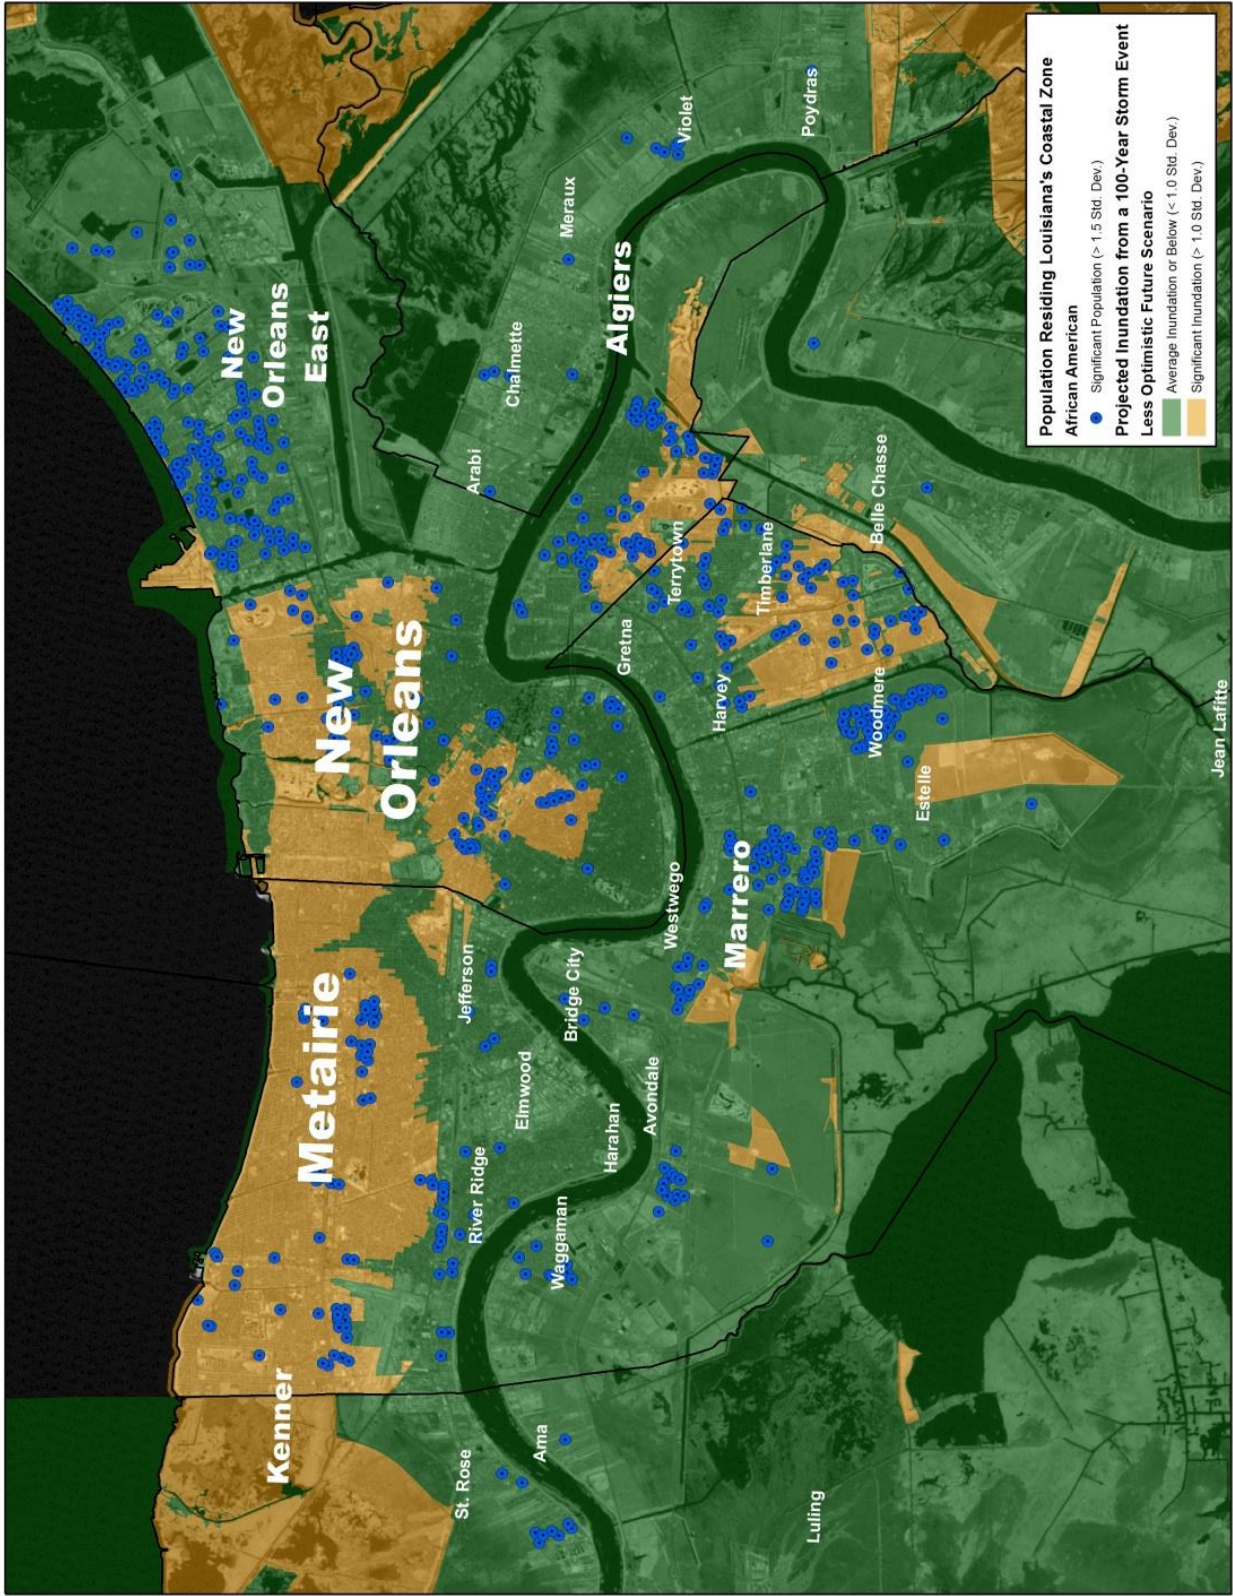 New
Orleans
East
Kenner
Metairie
New
Orleans
St. Rose
Jefferson
Arabi
River Ridge
Chalmette
Elmwood
Ama
Waggaman
Meraux
Bridge City
Harahan
Algiers
Gretna
Avondale
Westwego
Terrytown
Violet
Harvey
Marrero
Timberlane
Poydras
Luling
Woodmere
Belle Chasse
Estelle
Jean Lafitte
Population Residing Louisiana's Coastal Zone
African American
Significant Population (> 1.5 Std. Dev.)
Projected Inundation from a 100-Year Storm Event
Less Optimistic Future Scenario
Average Inundation or Below (< 1.0 Std. Dev.)
Significant Inundation (> 1.0 Std. Dev.)